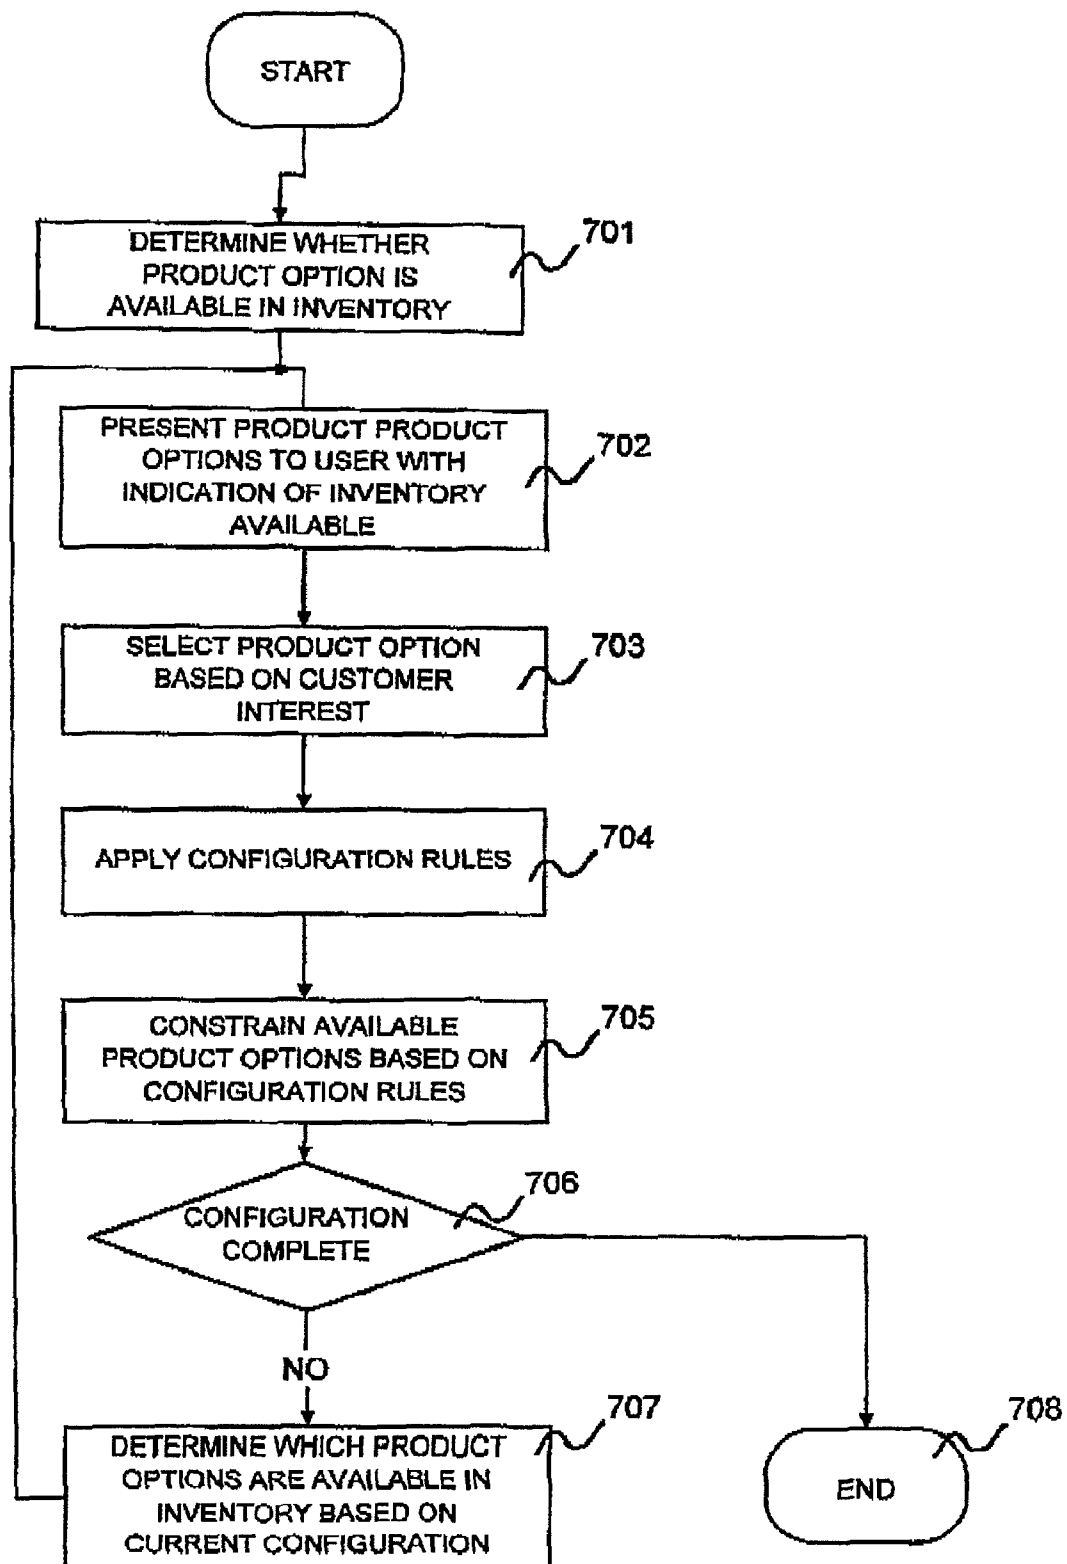 START
701
DETERMINE WHETHER
PRODUCT OPTION IS
AVAILABLE IN INVENTORY
702
PRESENT PRODUCT PRODUCT
OPTIONS TO USER WITH
INDICATION OF INVENTORY
AVAILABLE
703
SELECT PRODUCT OPTION
BASED ON CUSTOMER
INTEREST
704
APPLY CONFIGURATION RULES
705
CONSTRAIN AVAILABLE
PRODUCT OPTIONS BASED ON
CONFIGURATION RULES
706
CONFIGURATION
COMPLETE
NO
707
DETERMINE WHICH PRODUCT
OPTIONS ARE AVAILABLE IN
INVENTORY BASED ON
CURRENT CONFIGURATION
708
END